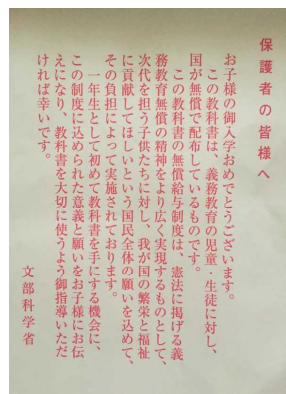 保護者の皆様へ
お子様の御入学おめでとうございます。
この教科書は、義務教育の児童・生徒に対し、
国が無償で配布しているものです。
この教科書の無償給与制度は、憲法に掲げる義
務教育無償の精神をより広く実現するものとして、
次代を担う子供たちに対し、我が国の繁栄と福祉
に貢献してほしいという国民全体の願いを込めて、
その負担によって実施されております。
一年生として初めて教科書を手にする機会に、
この制度に込められた意義と願いをお子様にお伝
えになり、教科書を大切に使うよう御指導いただ
ければ幸いです。
文部科学省